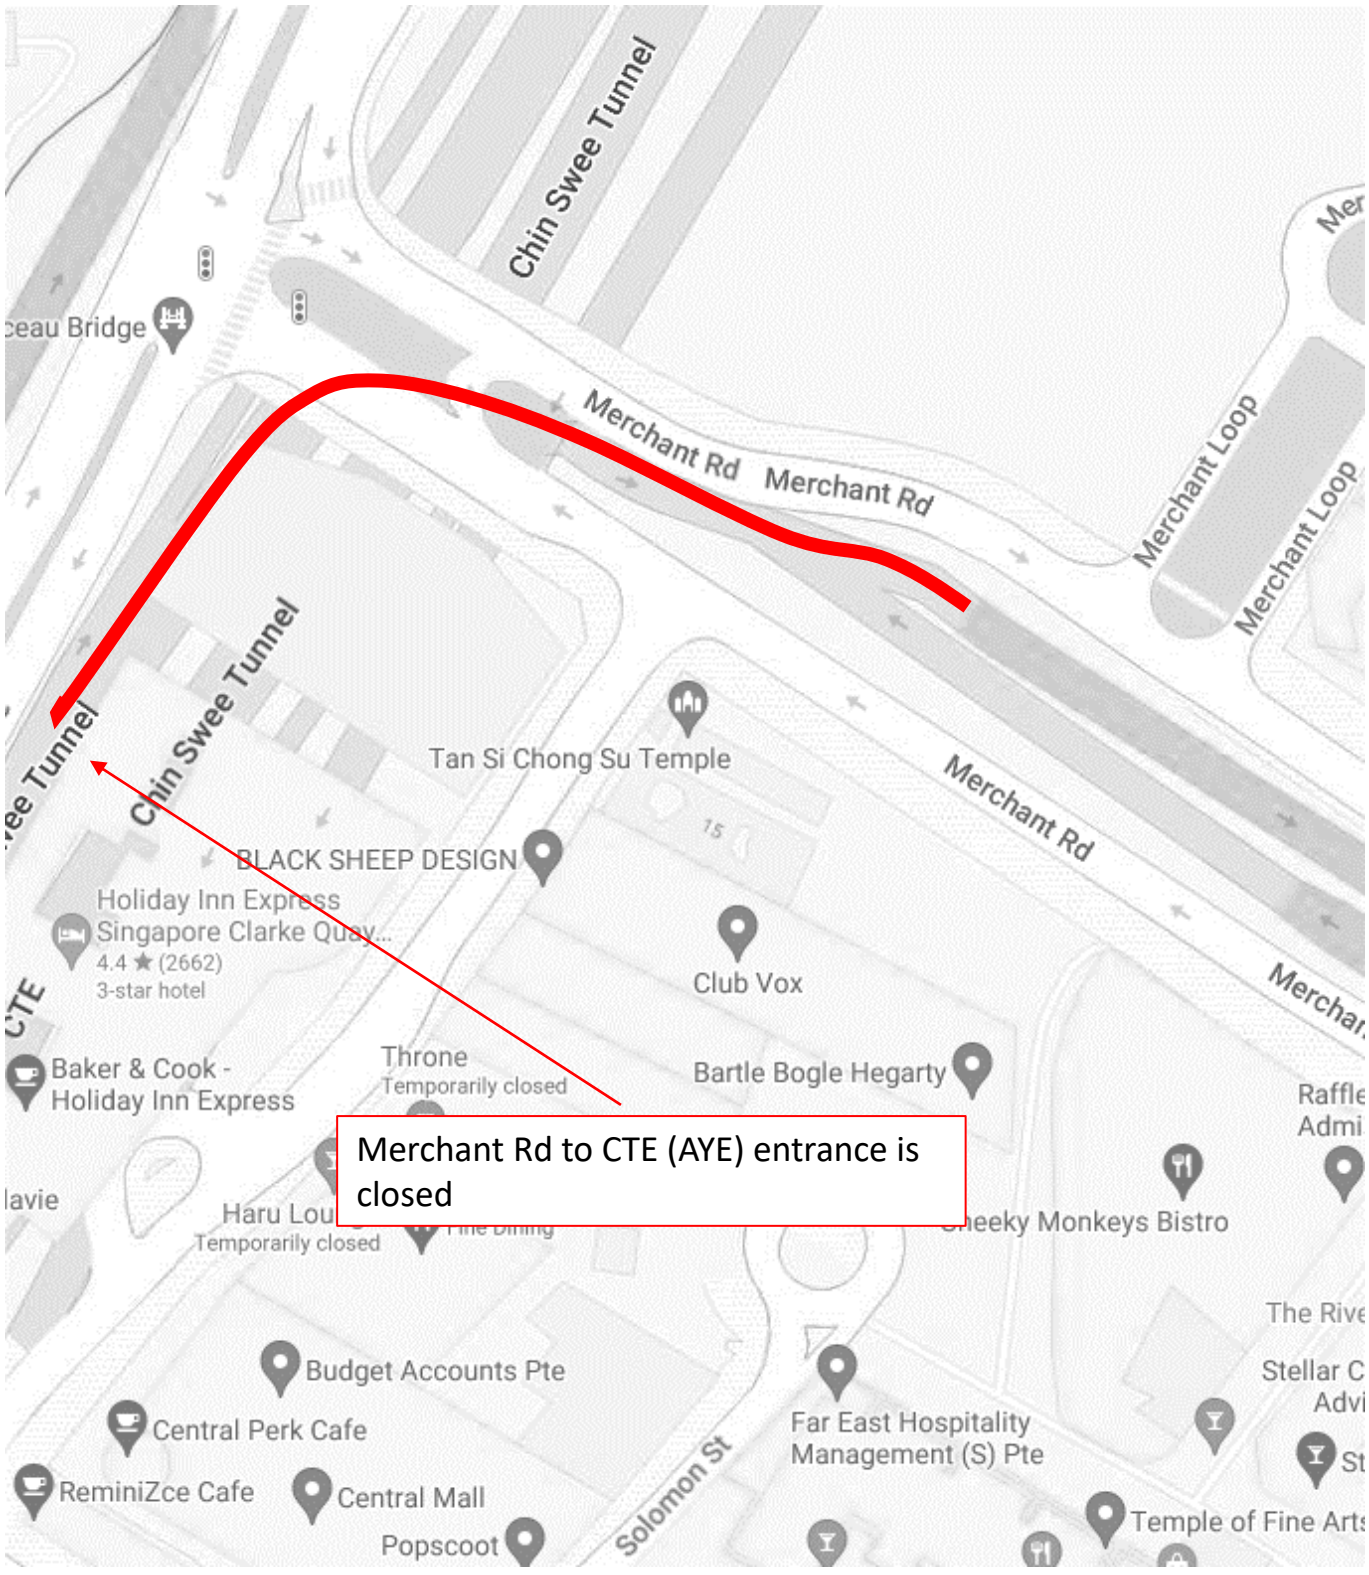 Chin Swee Tunnel
Mer
ceau Bridge
Merchant Rd
Merchant Rd
Merchant Loop
Merchant Loop
Chin Swee Tunnel
wee Tunnel
Tan Si Chong Su Temple
Merchant Rd
15
BLACK SHEEP DESIGN
Holiday Inn Express
Singapore Clarke Quay...
4.4 ★ (2662)
3-star hotel
Club Vox
CTE
Merchan
Throne
Temporarily closed
Baker & Cook -
Holiday Inn Express
Bartle Bogle Hegarty
Raffle
Admi
Merchant Rd to CTE (AYE) entrance is
closed
lavie
Haru Lou
Temporarily closed
Fine Dining
Cheeky Monkeys Bistro
The Rive
Budget Accounts Pte
Stellar C
Advi
Central Perk Cafe
Far East Hospitality
Management (S) Pte
St
ReminiZce Cafe
Central Mall
Solomon St
Popscoot
Temple of Fine Arts